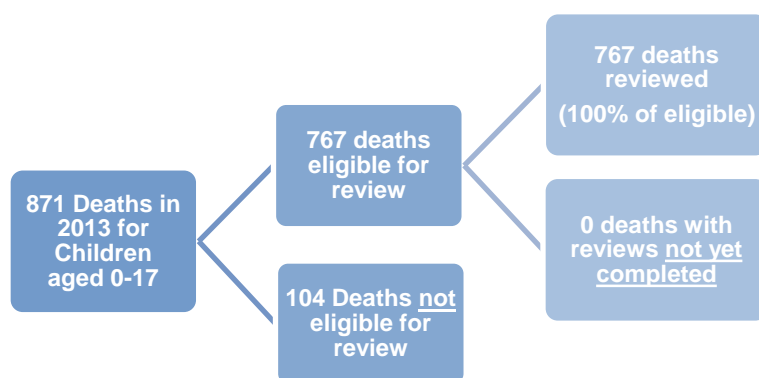 871 Deaths in
2013 for
Children
aged 0-17
767 deaths
eligible for
review
104 Deaths not
eligible for
review
767 deaths
reviewed
(100% of eligible)
0 deaths with
reviews not yet
completed